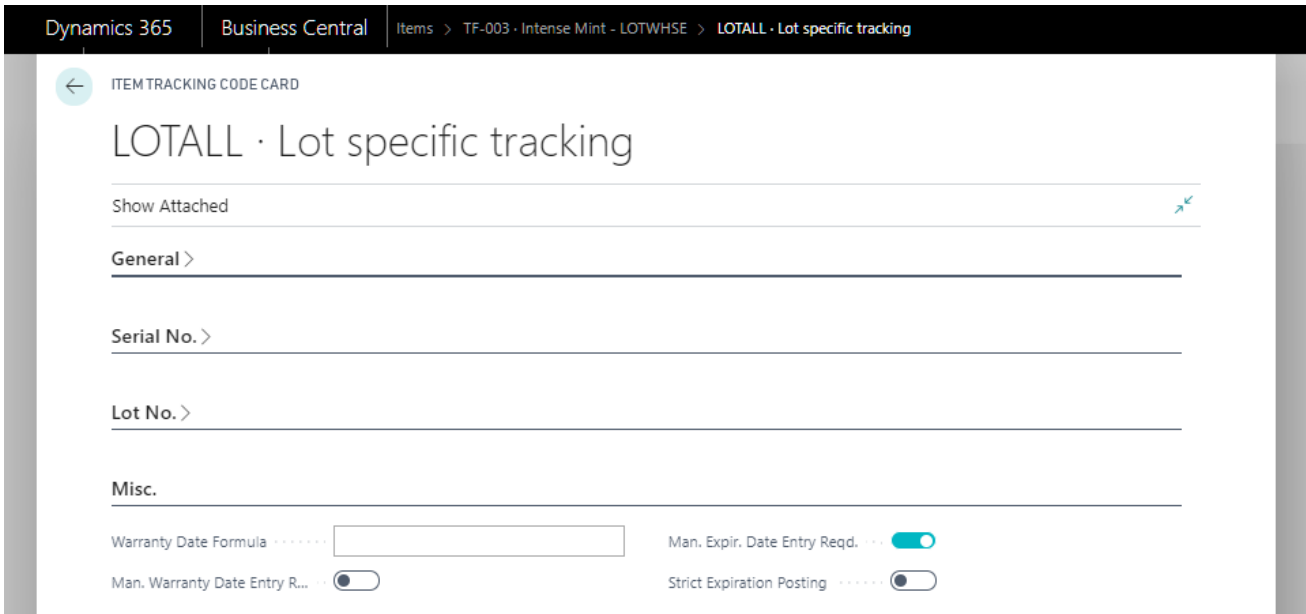 Dynamics 365 Business Central Items > TF-003 · Intense Mint - LOTWHSE > LOTALL · Lot specific tracking
ITEM TRACKING CODE CARD
LOTALL · Lot specific tracking
Show Attached
General >
Serial No. >
Lot No. >
Misc.
Warranty Date Formula Man. Expir. Date Entry Reqd.
Man. Warranty Date Entry R... Strict Expiration Posting